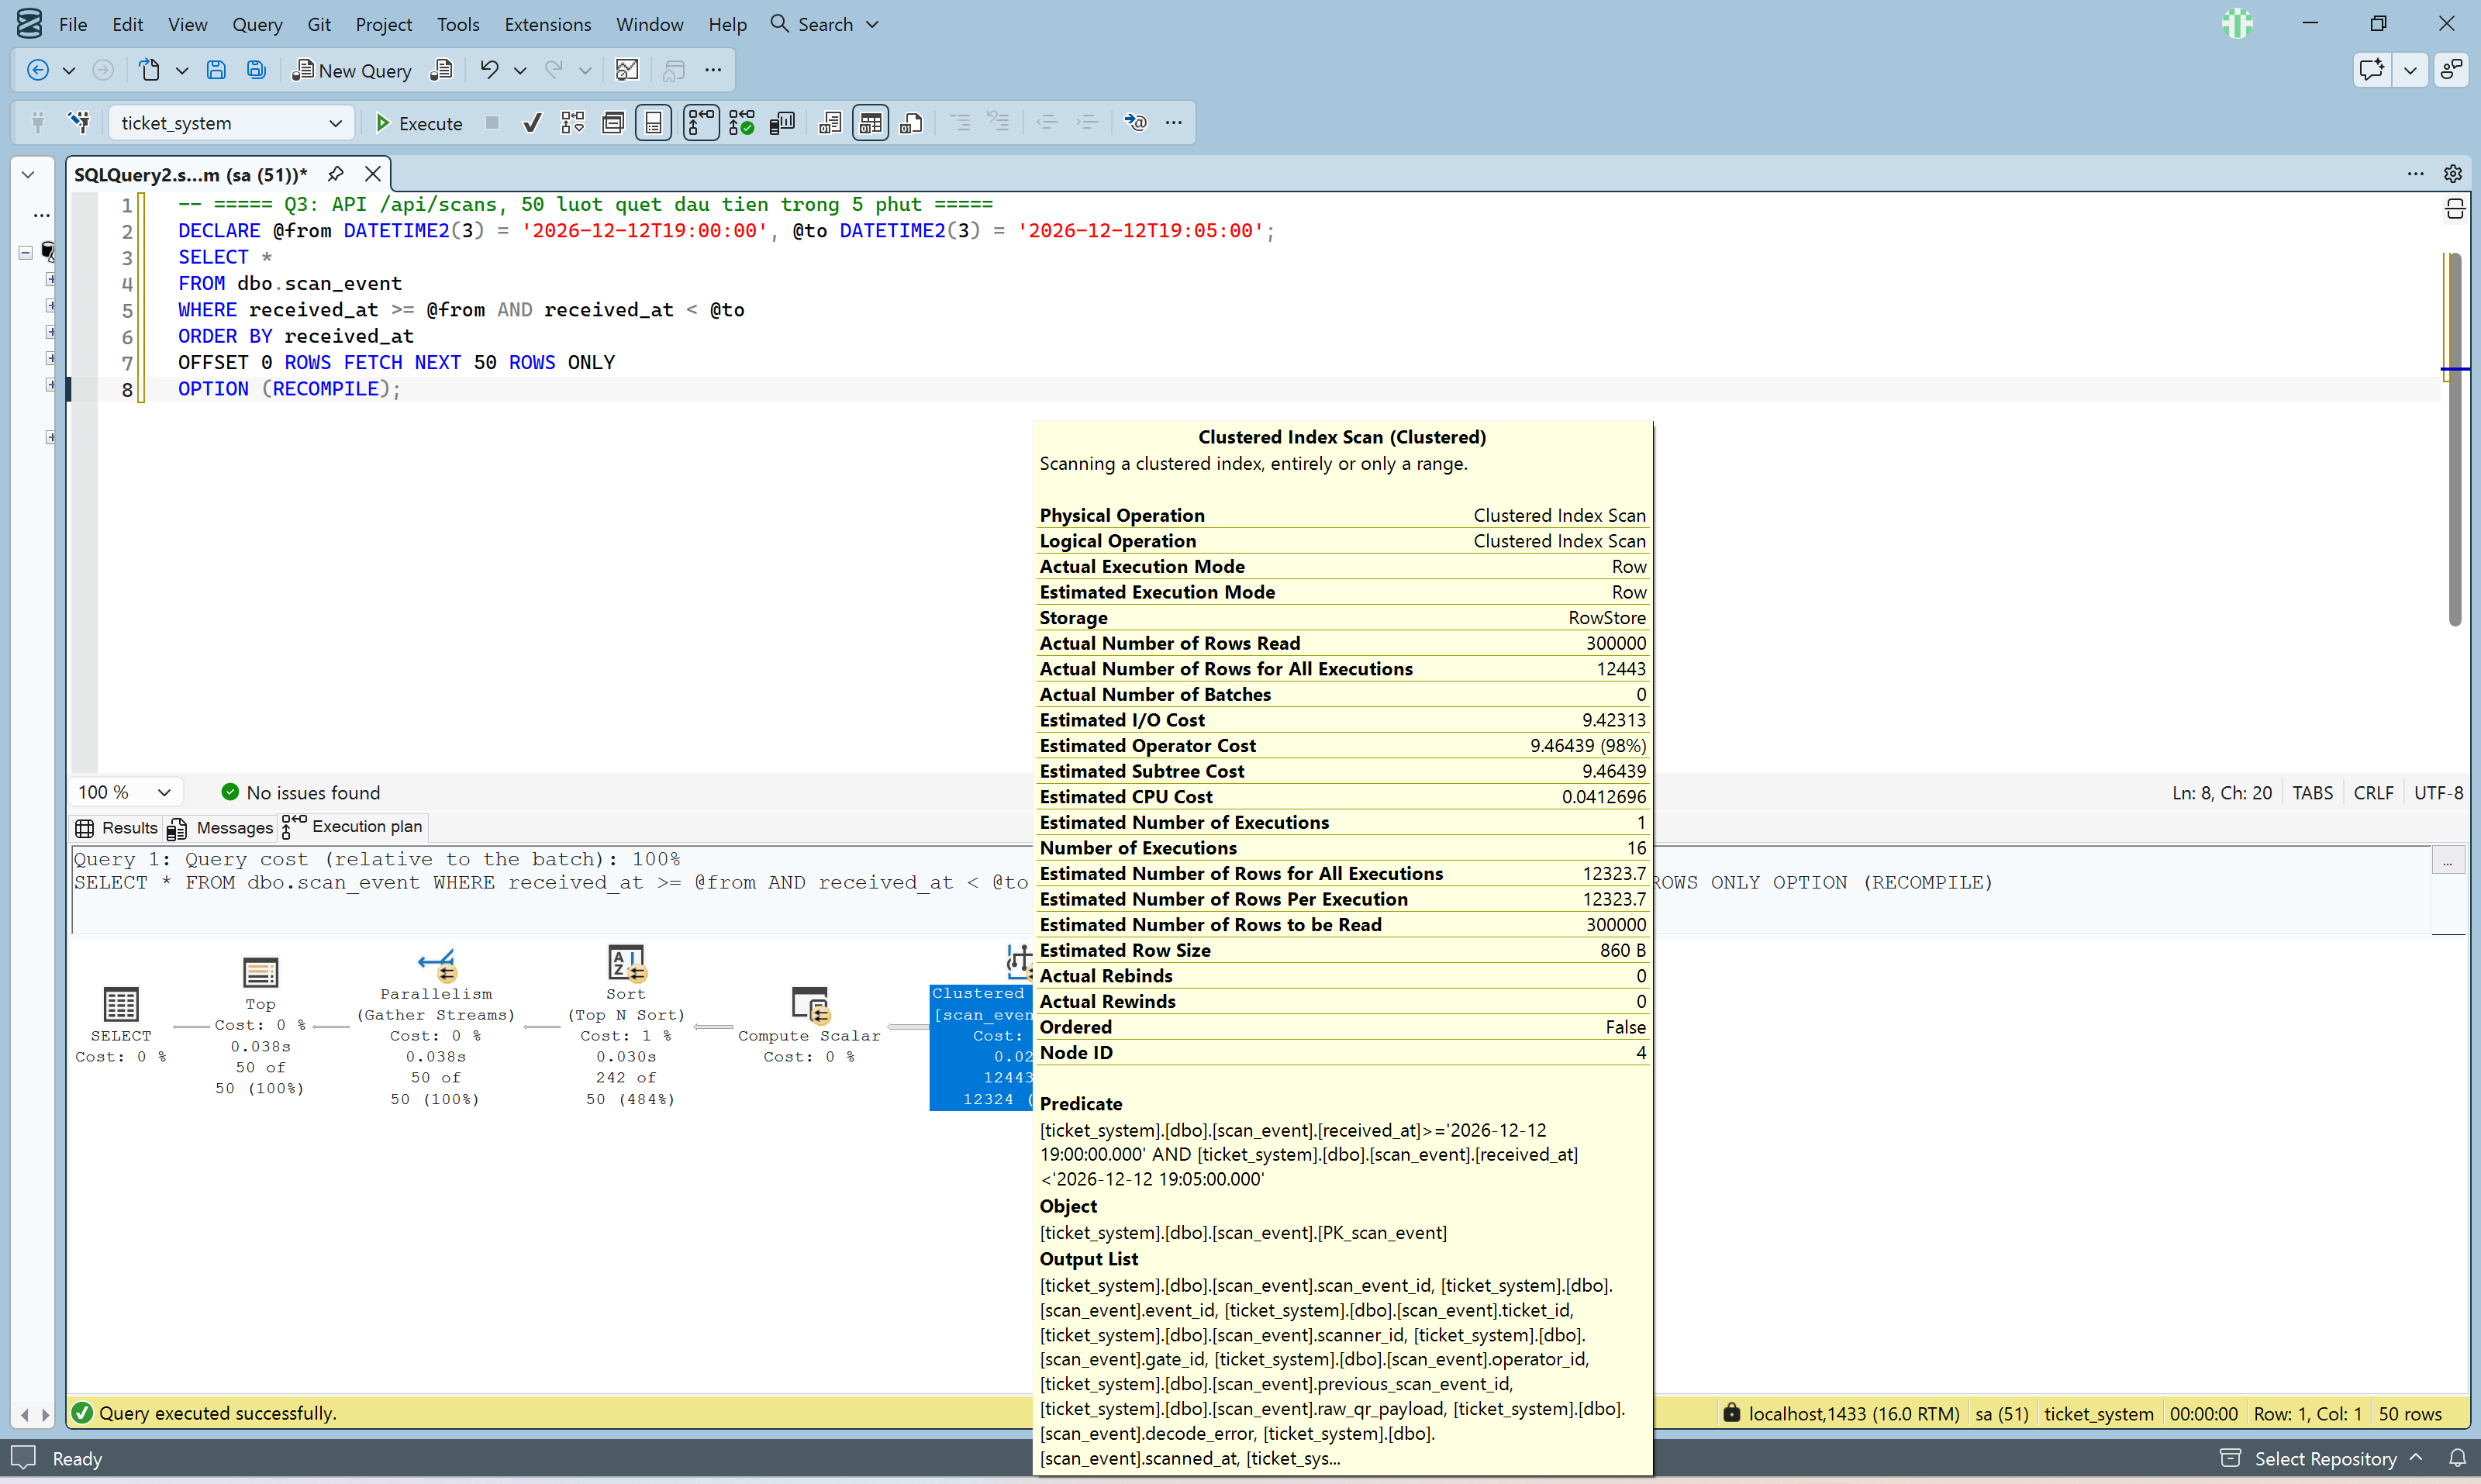 File Edit View Query Git Project Tools Extensions Window Help Search
New Query
ticket_system Execute
SQLQuery2.s...m (sa (51))*
1 -- ===== Q3: API /api/scans, 50 luot quet dau tien trong 5 phut =====
2 DECLARE @from DATETIME2(3) = '2026-12-12T19:00:00', @to DATETIME2(3) = '2026-12-12T19:05:00';
3 SELECT *
4 FROM dbo.scan_event
5 WHERE received_at >= @from AND received_at < @to
6 ORDER BY received_at
7 OFFSET 0 ROWS FETCH NEXT 50 ROWS ONLY
8 OPTION (RECOMPILE);
Clustered Index Scan (Clustered)
Scanning a clustered index, entirely or only a range.
Physical Operation Clustered Index Scan
Logical Operation Clustered Index Scan
Actual Execution Mode Row
Estimated Execution Mode Row
Storage RowStore
Actual Number of Rows Read 300000
Actual Number of Rows for All Executions 12443
Actual Number of Batches 0
Estimated I/O Cost 9.42313
Estimated Operator Cost 9.46439 (98%)
Estimated Subtree Cost 9.46439
Estimated CPU Cost 0.0412696
Estimated Number of Executions 1
Number of Executions 16
Estimated Number of Rows for All Executions 12323.7
Estimated Number of Rows Per Execution 12323.7
Estimated Number of Rows to be Read 300000
Estimated Row Size 860 B
Actual Rebinds 0
Actual Rewinds 0
Ordered False
Node ID 4
Predicate
[ticket_system].[dbo].[scan_event].[received_at]>='2026-12-12
19:00:00.000' AND [ticket_system].[dbo].[scan_event].[received_at]
<'2026-12-12 19:05:00.000'
Object
[ticket_system].[dbo].[scan_event].[PK_scan_event]
Output List
[ticket_system].[dbo].[scan_event].scan_event_id, [ticket_system].[dbo].
[scan_event].event_id, [ticket_system].[dbo].[scan_event].ticket_id,
[ticket_system].[dbo].[scan_event].scanner_id, [ticket_system].[dbo].
[scan_event].gate_id, [ticket_system].[dbo].[scan_event].operator_id,
[ticket_system].[dbo].[scan_event].previous_scan_event_id,
[ticket_system].[dbo].[scan_event].raw_qr_payload, [ticket_system].[dbo].
[scan_event].decode_error, [ticket_system].[dbo].
[scan_event].scanned_at, [ticket_sys...
100 % No issues found Ln: 8, Ch: 20 TABS CRLF UTF-8
Results Messages Execution plan
Query 1: Query cost (relative to the batch): 100%
SELECT * FROM dbo.scan_event WHERE received_at >= @from AND received_at < @to ROWS ONLY OPTION (RECOMPILE)
SELECT
Cost: 0 %
Top
Cost: 0 %
0.038s
50 of
50 (100%)
Parallelism
(Gather Streams)
Cost: 0 %
0.038s
50 of
50 (100%)
Sort
(Top N Sort)
Cost: 1 %
0.030s
242 of
50 (484%)
Compute Scalar
Cost: 0 %
Clustered
[scan_even
Cost:
0.02
12443
12324 (
Query executed successfully. localhost,1433 (16.0 RTM) sa (51) ticket_system 00:00:00 Row: 1, Col: 1 50 rows
Ready Select Repository